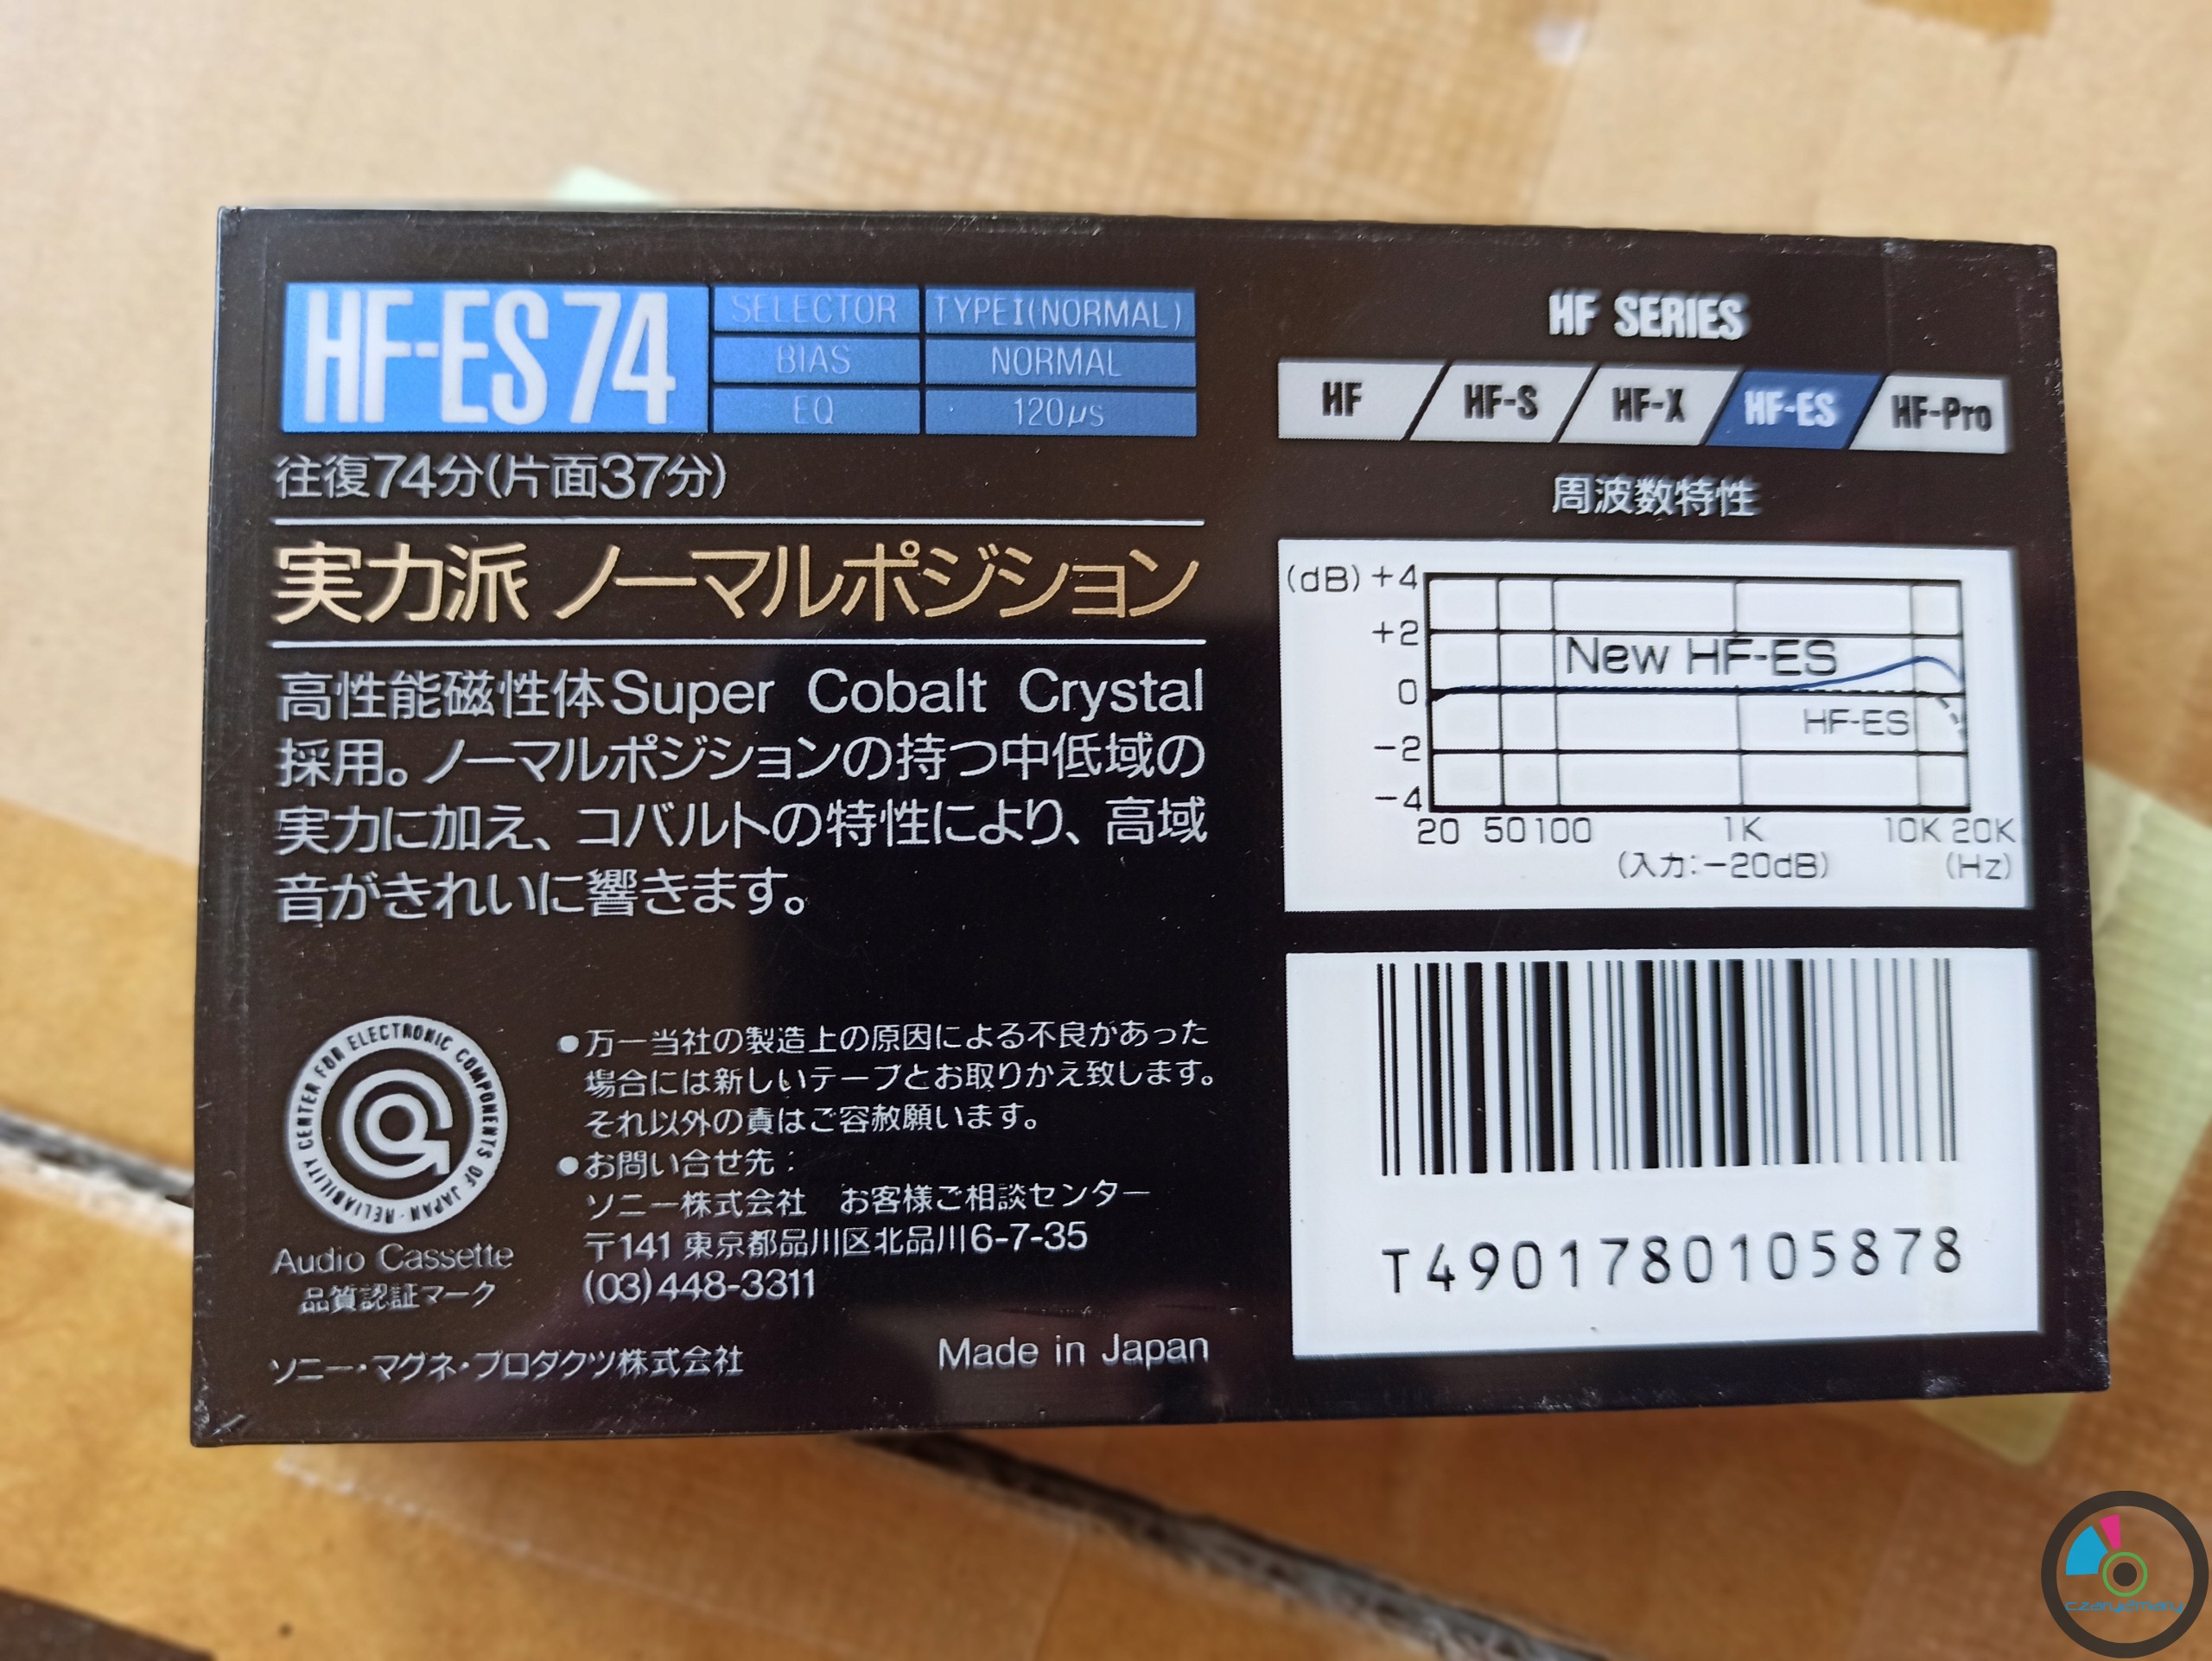 HF-ES 74
SELECTOR TYPE I (NORMAL)
BIAS NORMAL
EQ 120μs
往復74分(片面37分)
実力派 ノーマルポジション
高性能磁性体Super Cobalt Crystal
採用。ノーマルポジションの持つ中低域の
実力に加え、コバルトの特性により、高域
音がきれいに響きます。
RELIABILITY CENTER FOR ELECTRONIC COMPONENTS OF JAPAN
Audio Cassette
品質認証マーク
●万一当社の製造上の原因による不良があった
場合には新しいテープとお取りかえ致します。
それ以外の責はご容赦願います。
●お問い合せ先:
ソニー株式会社 お客様ご相談センター
〒141 東京都品川区北品川6-7-35
(03)448-3311
ソニー・マグネ・プロダクツ株式会社
Made in Japan
HF SERIES
HF HF-S HF-X HF-ES HF-Pro
周波数特性
(dB) +4
+2
0
-2
-4
New HF-ES
HF-ES
20 50 100 1K 10K 20K
(入力:-20dB) (Hz)
T4901780105878
czaryzmiary